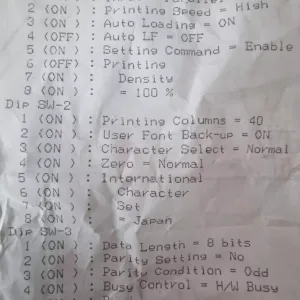 2 (ON ) : Printing Speed = High
3 (ON ) : Auto Loading = ON
4 (OFF) : Auto LF = OFF
5 (ON ) : Setting Command = Enable
6 (OFF) : Printing
7 (ON ) : Density
8 (ON ) : = 100 %
Dip SW-2
1 (ON ) : Printing Columns = 40
2 (ON ) : User Font Back-up = ON
3 (ON ) : Character Select = Normal
4 (ON ) : Zero = Normal
5 (ON ) : International
6 (ON ) : Character
7 (ON ) : Set
8 (ON ) : = Japan
Dip SW-3
1 (ON ) : Data Length = 8 bits
2 (ON ) : Parity Setting = No
3 (ON ) : Parity Condition = Odd
4 (ON ) : Busy Control = H/W Busy